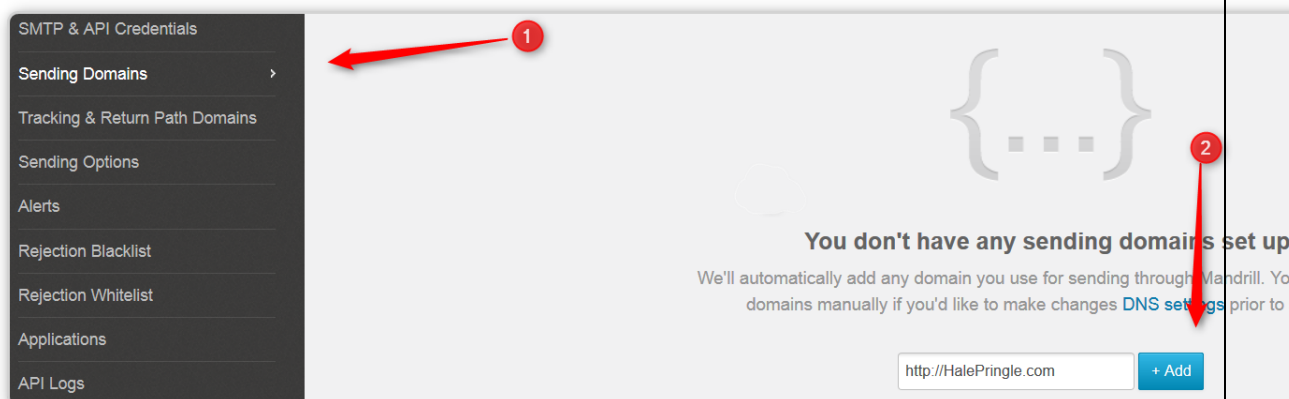 SMTP & API Credentials
Sending Domains
Tracking & Return Path Domains
Sending Options
Alerts
Rejection Blacklist
Rejection Whitelist
Applications
API Logs
1
{...}
2
You don't have any sending domains set up
We'll automatically add any domain you use for sending through Mandrill. Yo
domains manually if you'd like to make changes DNS settings prior to
http://HalePringle.com + Add